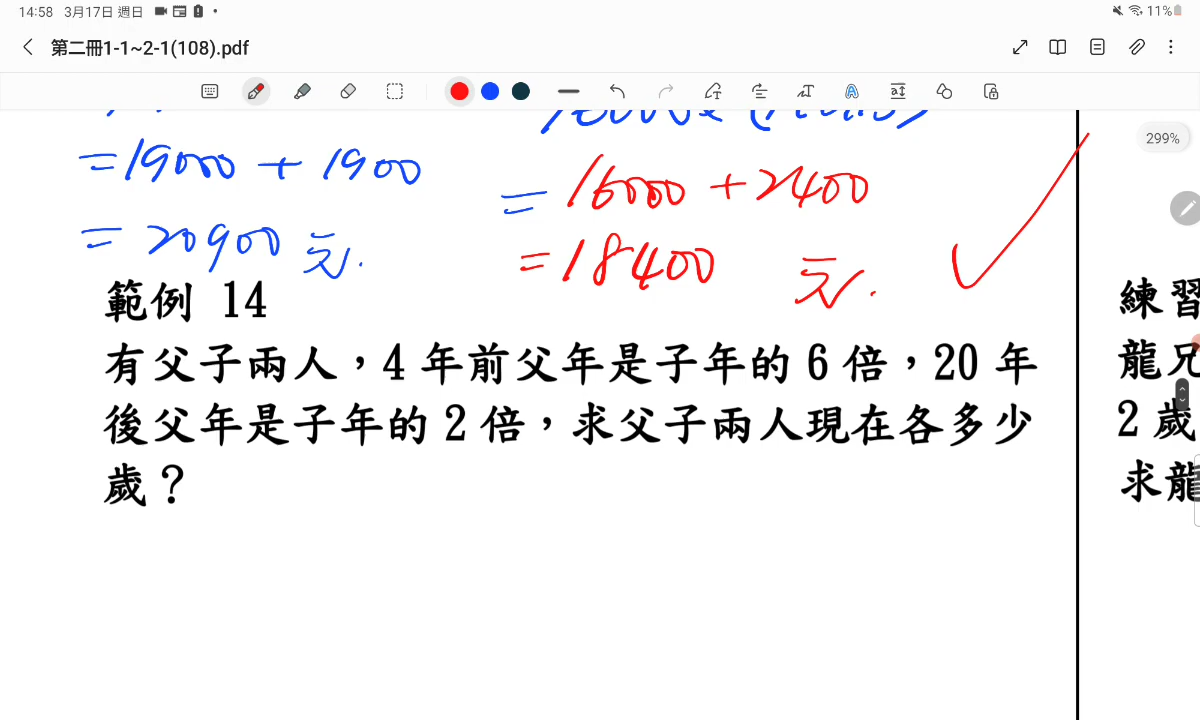 14:58 3月17日 週日
11%
第二冊1-1~2-1(108).pdf
299%
=19000 + 1900
= 16000 + 2400
= 20900 元.
= 18400 元.
範例 14
有父子兩人，4 年前父年是子年的 6 倍，20 年
後父年是子年的 2 倍，求父子兩人現在各多少
歲？
練習
龍兄
2 歲
求龍